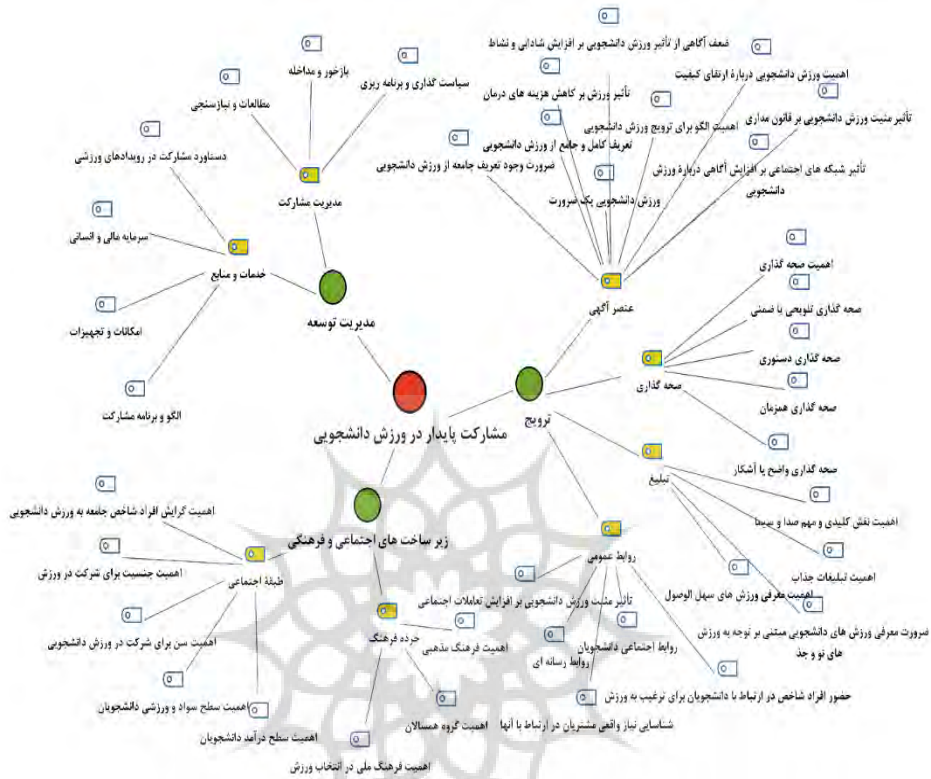 ضعف آگاهی از تأثیر ورزش دانشجویی بر افزایش شادابی و نشاط
اهمیت ورزش دانشجویی دربارهٔ ارتقای کیفیت
تأثیر ورزش بر کاهش هزینه های درمان
تأثیر مثبت ورزش دانشجویی بر قانون مداری
اهمیت الگو برای ترویج ورزش دانشجویی
تعریف کامل و جامع از ورزش دانشجویی
ضرورت وجود تعریف جامعه از ورزش دانشجویی
تأثیر شبکه های اجتماعی بر افزایش آگاهی دربارهٔ ورزش
دانشجویی
ورزش دانشجویی یک ضرورت
عنصر آگهی
بازخور و مداخله
سیاست گذاری و برنامه ریزی
مطالعات و نیازسنجی
مدیریت مشارکت
دستاورد مشارکت در رویدادهای ورزشی
سرمایه مالی و انسانی
خدمات و منابع
امکانات و تجهیزات
الگو و برنامه مشارکت
مدیریت توسعه
اهمیت صحه گذاری
صحه گذاری تلویحی یا ضمنی
صحه گذاری دستوری
صحه گذاری
صحه گذاری همزمان
صحه گذاری واضح یا آشکار
ترویج
مشارکت پایدار در ورزش دانشجویی
تبلیغ
اهمیت نقش کلیدی و مهم صدا و سیما
اهمیت تبلیغات جذاب
اهمیت معرفی ورزش های سهل الوصول
ضرورت معرفی ورزش های دانشجویی مبتنی بر توجه به ورزش
های نو و جذ
روابط عمومی
تاثیر مثبت ورزش دانشجویی بر افزایش تعاملات اجتماعی
روابط اجتماعی دانشجویان
روابط رسانه ای
حضور افراد شاخص در ارتباط با دانشجویان برای ترغیب به ورزش
شناسایی نیاز واقعی مشتریان در ارتباط با آنها
زیر ساخت های اجتماعی و فرهنگی
اهمیت گرایش افراد شاخص جامعه به ورزش دانشجویی
طبقهٔ اجتماعی
اهمیت جنسیت برای شرکت در ورزش
اهمیت سن برای شرکت در ورزش دانشجویی
اهمیت سطح سواد و ورزشی دانشجویان
اهمیت سطح درآمد دانشجویان
خرده فرهنگ
اهمیت فرهنگ مذهبی
اهمیت گروه همسالان
اهمیت فرهنگ ملی در انتخاب ورزش